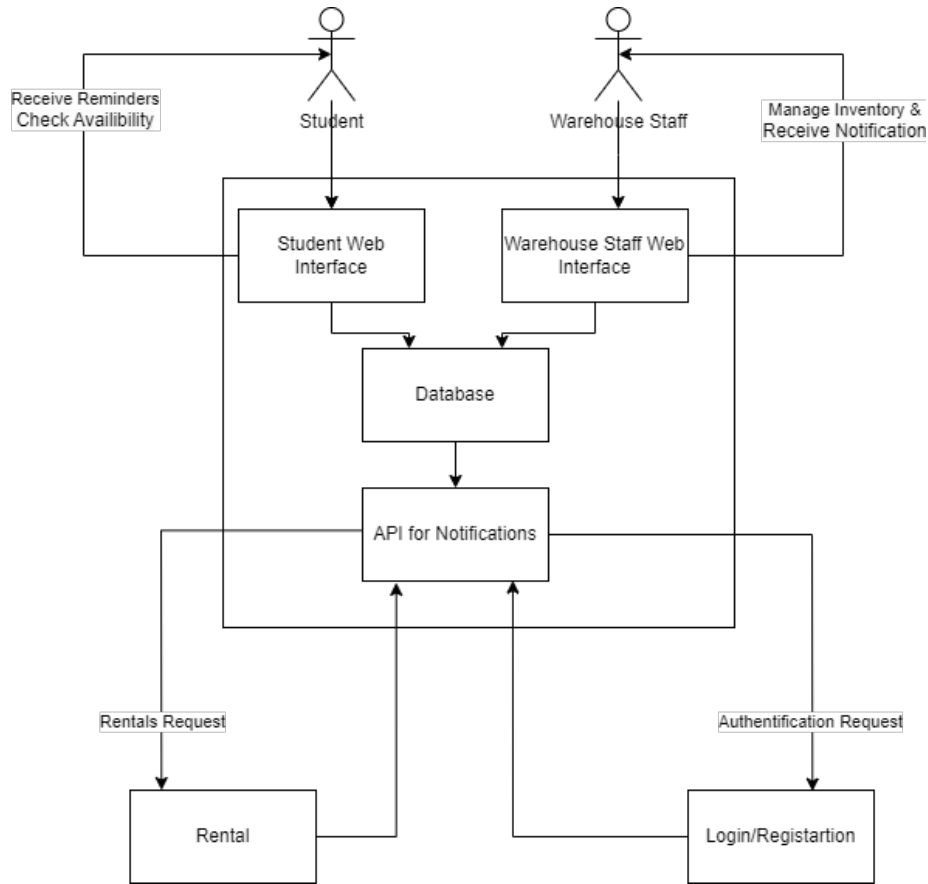 Receive Reminders
Check Availibility
Student
Warehouse Staff
Manage Inventory &
Receive Notification
Student Web
Interface
Warehouse Staff Web
Interface
Database
API for Notifications
Rentals Request
Authentification Request
Rental
Login/Registartion